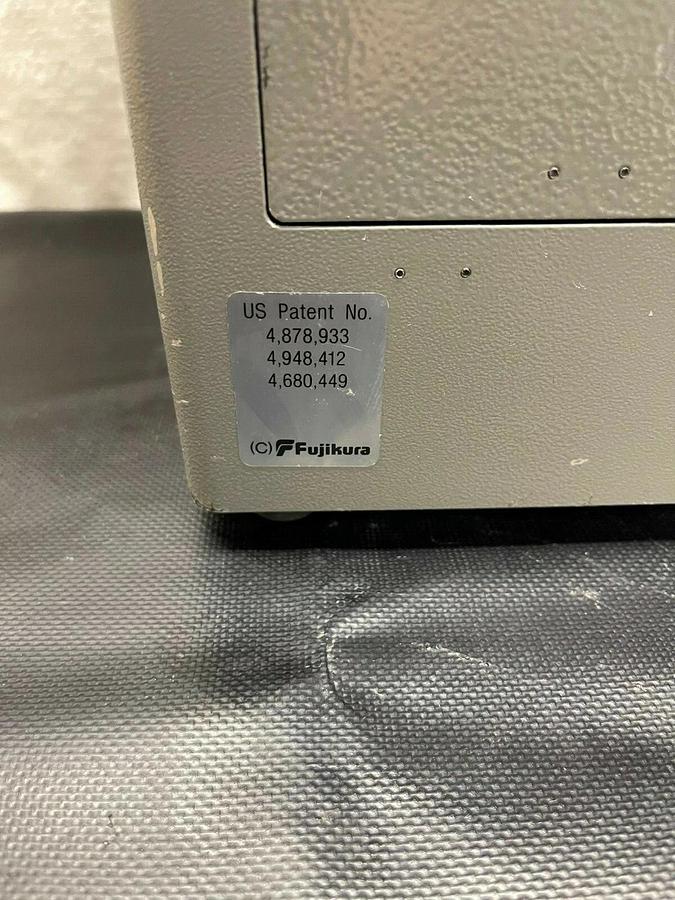 US Patent No.
4,878,933
4,948,412
4,680,449
(C) Fujikura